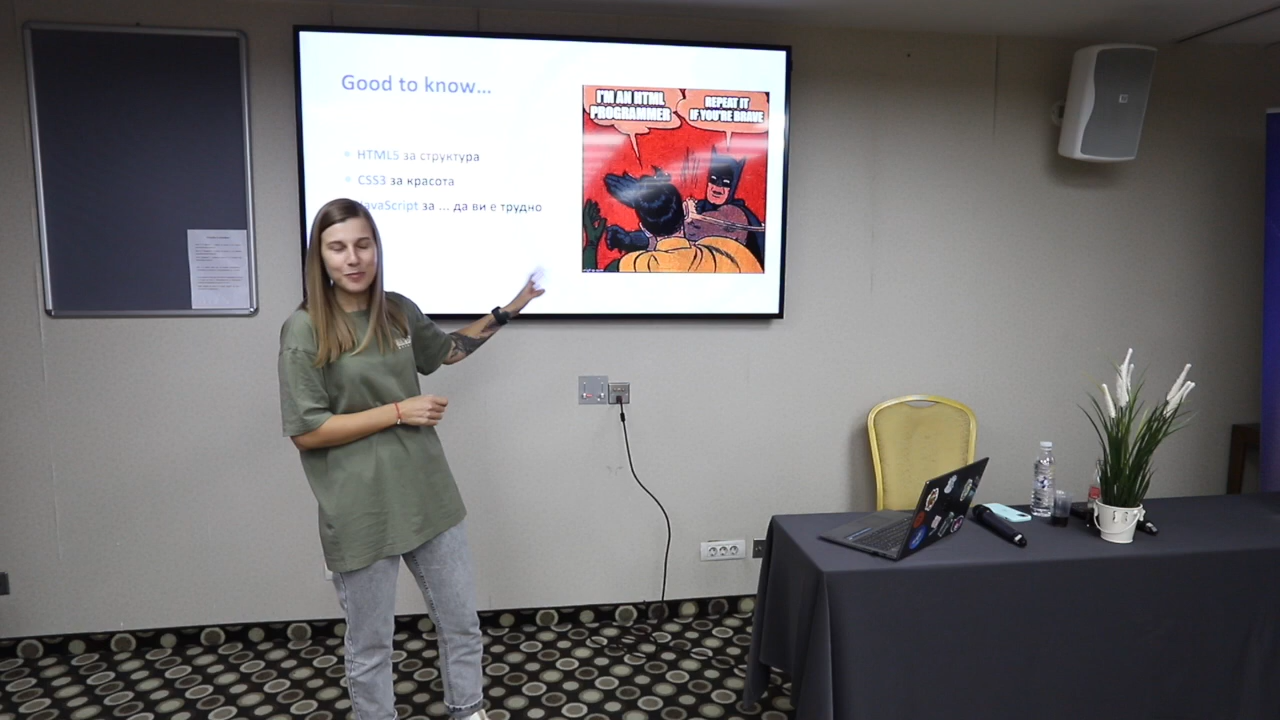 Good to know...
HTML5 за структура
CSS3 за красота
JavaScript за ... да ви е трудно
I'M AN HTML
PROGRAMMER
REPEAT IT
IF YOU'RE BRAVE